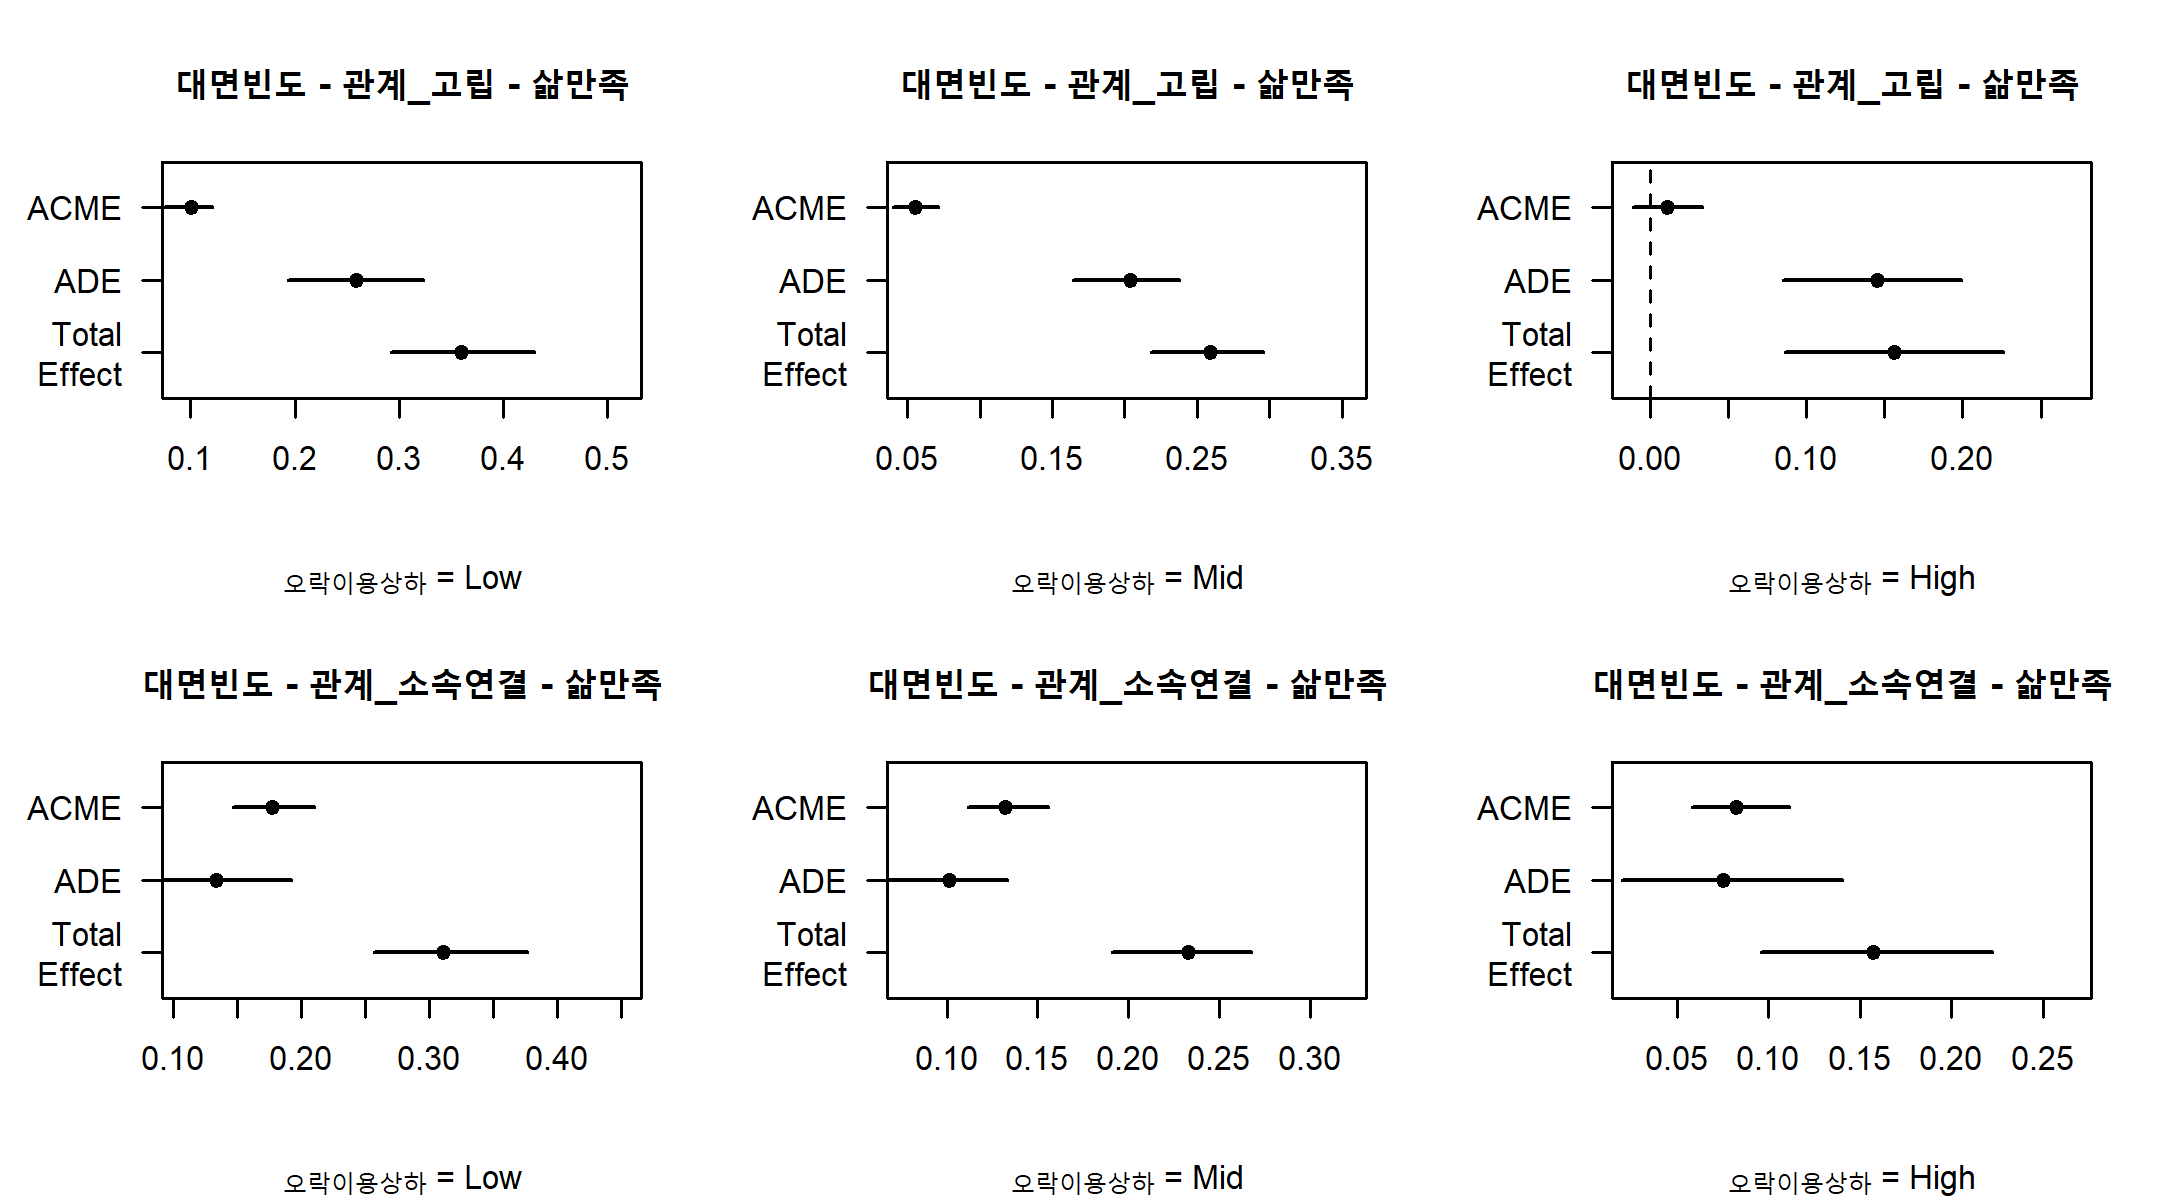 대면빈도 - 관계_고립 - 삶만족
ACME
ADE
Total
Effect
0.1 0.2 0.3 0.4 0.5
오락이용상하 = Low
대면빈도 - 관계_고립 - 삶만족
ACME
ADE
Total
Effect
0.05 0.15 0.25 0.35
오락이용상하 = Mid
대면빈도 - 관계_고립 - 삶만족
ACME
ADE
Total
Effect
0.00 0.10 0.20
오락이용상하 = High
대면빈도 - 관계_소속연결 - 삶만족
ACME
ADE
Total
Effect
0.10 0.20 0.30 0.40
오락이용상하 = Low
대면빈도 - 관계_소속연결 - 삶만족
ACME
ADE
Total
Effect
0.10 0.15 0.20 0.25 0.30
오락이용상하 = Mid
대면빈도 - 관계_소속연결 - 삶만족
ACME
ADE
Total
Effect
0.05 0.10 0.15 0.20 0.25
오락이용상하 = High